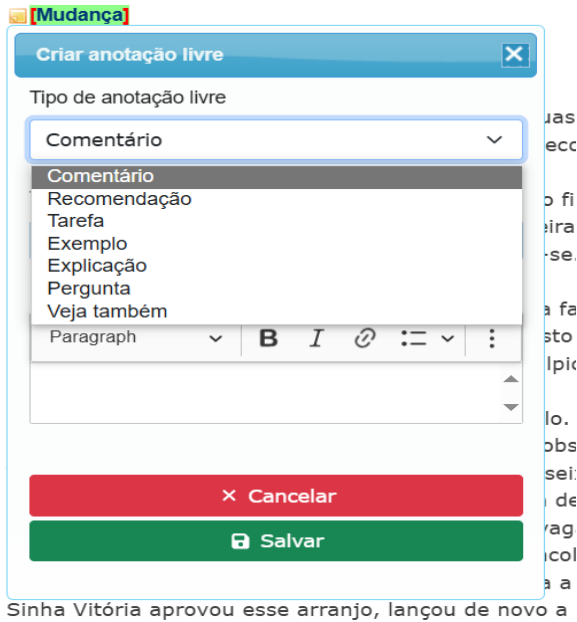 [Mudança]
Criar anotação livre
Tipo de anotação livre
Comentário
Comentário
Recomendação
Tarefa
Exemplo
Explicação
Pergunta
Veja também
Paragraph
B I
× Cancelar
Salvar
Sinha Vitória aprovou esse arranjo, lançou de novo a